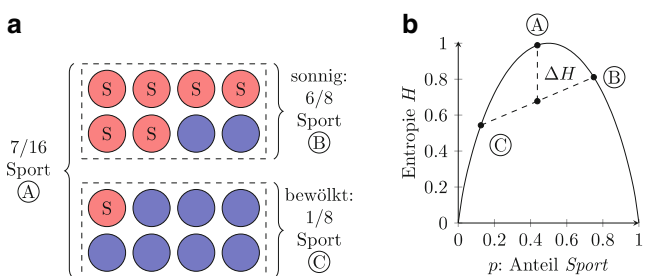 a
S S S S
S S
7/16
Sport
A
sonnig:
6/8
Sport
B
S
bewölkt:
1/8
Sport
C
b
A
1
0.8
0.6
0.4
0.2
0
Entropie H
ΔH
B
C
0 0.2 0.4 0.6 0.8 1
p: Anteil Sport